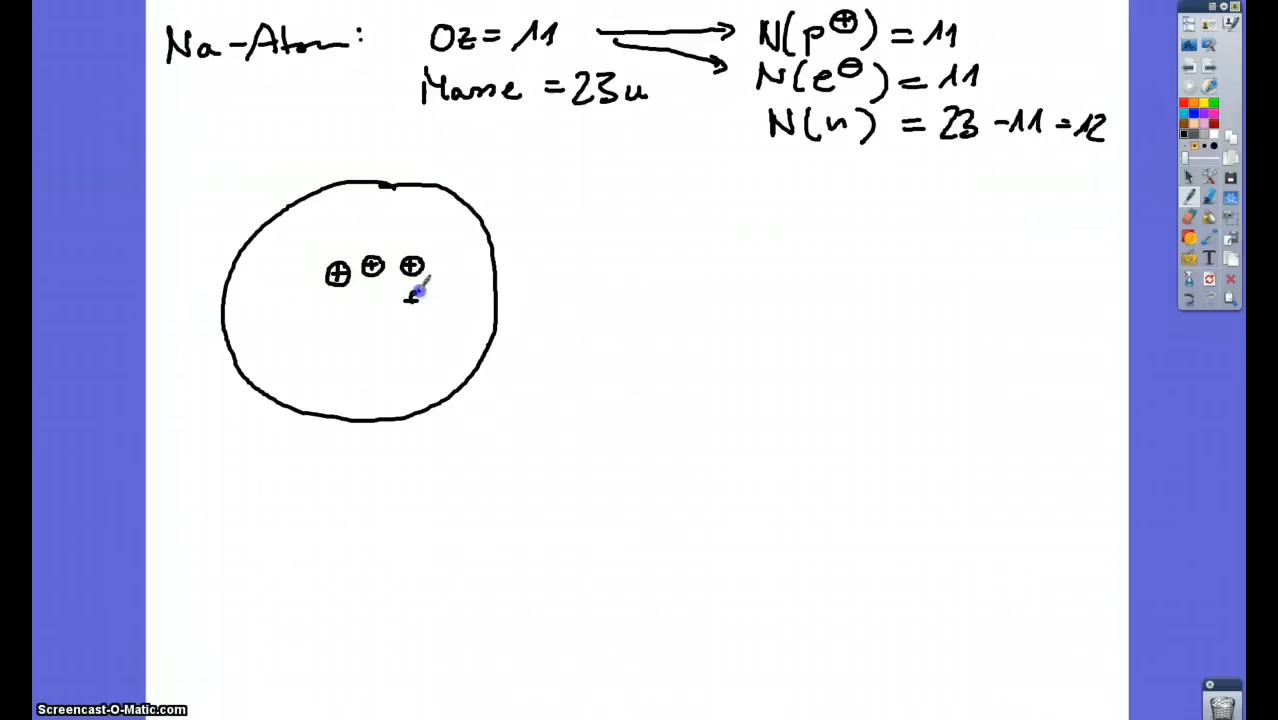 Na-Atom: Oz = 11 → N(p⊕) = 11
Masse = 23u N(e⊖) = 11
N(n) = 23 - 11 = 12
⊕ ⊕ ⊕
Screencast-O-Matic.com